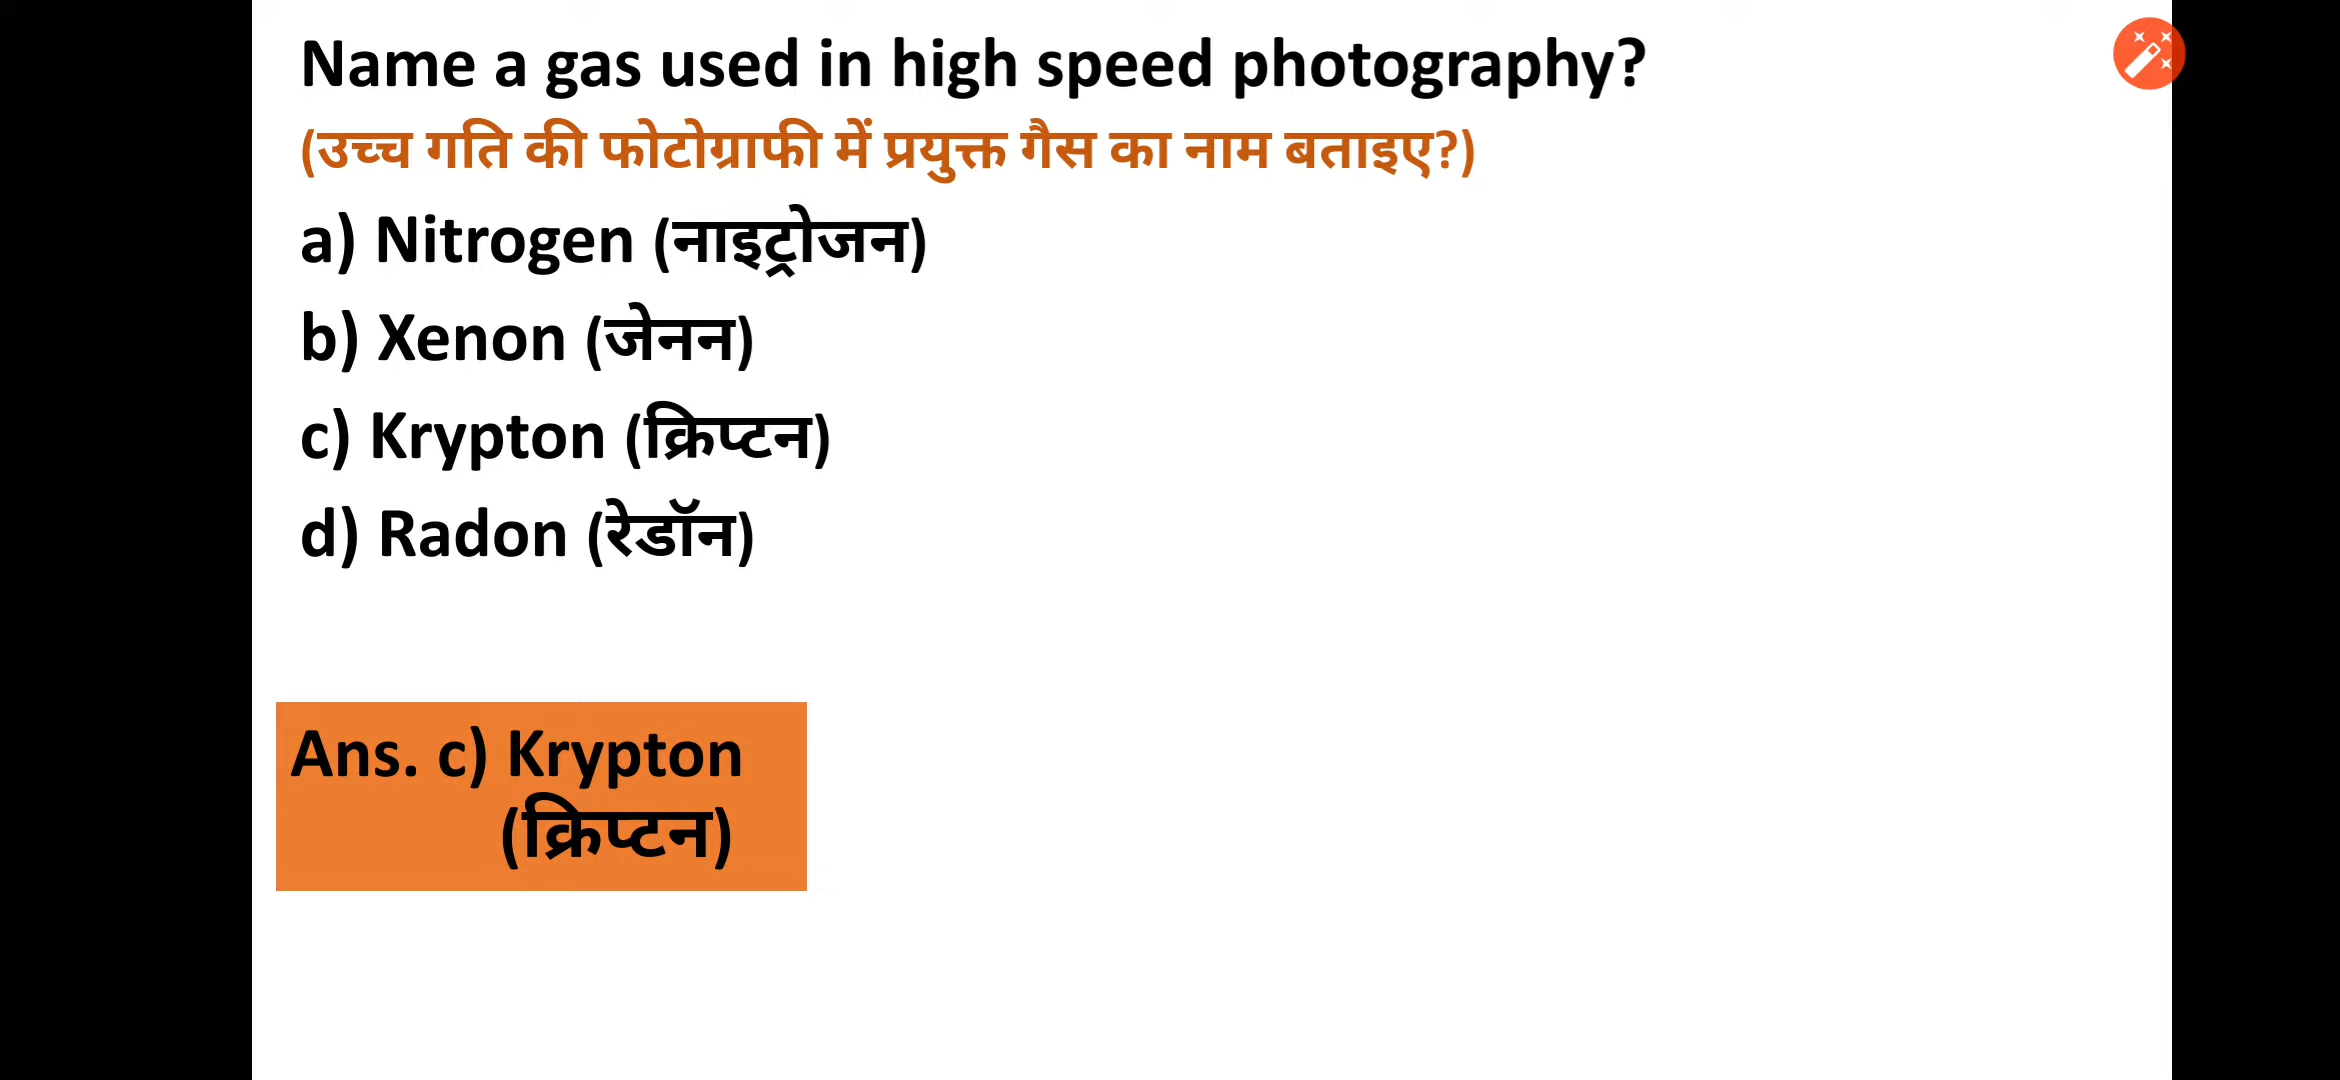 Name a gas used in high speed photography?
(उच्च गति की फोटोग्राफी में प्रयुक्त गैस का नाम बताइए?)
a) Nitrogen (नाइट्रोजन)
b) Xenon (जेनन)
c) Krypton (क्रिप्टन)
d) Radon (रेडॉन)
Ans. c) Krypton
(क्रिप्टन)